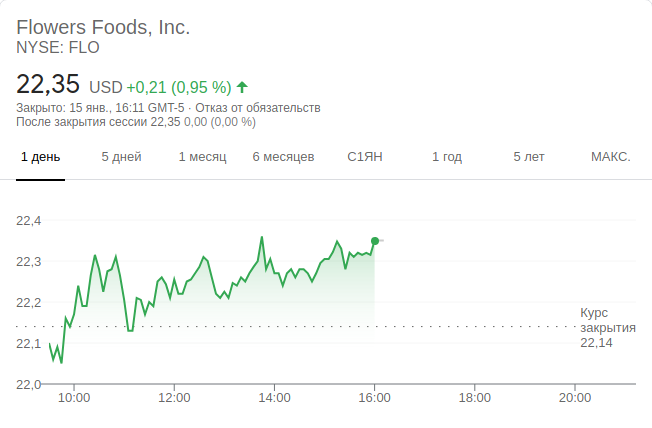 Flowers Foods, Inc.
NYSE: FLO
22,35 USD +0,21 (0,95 %)
Закрыто: 15 янв., 16:11 GMT-5 · Отказ от обязательств
После закрытия сессии 22,35 0,00 (0,00 %)
1 день 5 дней 1 месяц 6 месяцев С1ЯН 1 год 5 лет МАКС.
22,4
22,3
22,2
22,1
22,0
Курс
закрытия
22,14
10:00 12:00 14:00 16:00 18:00 20:00